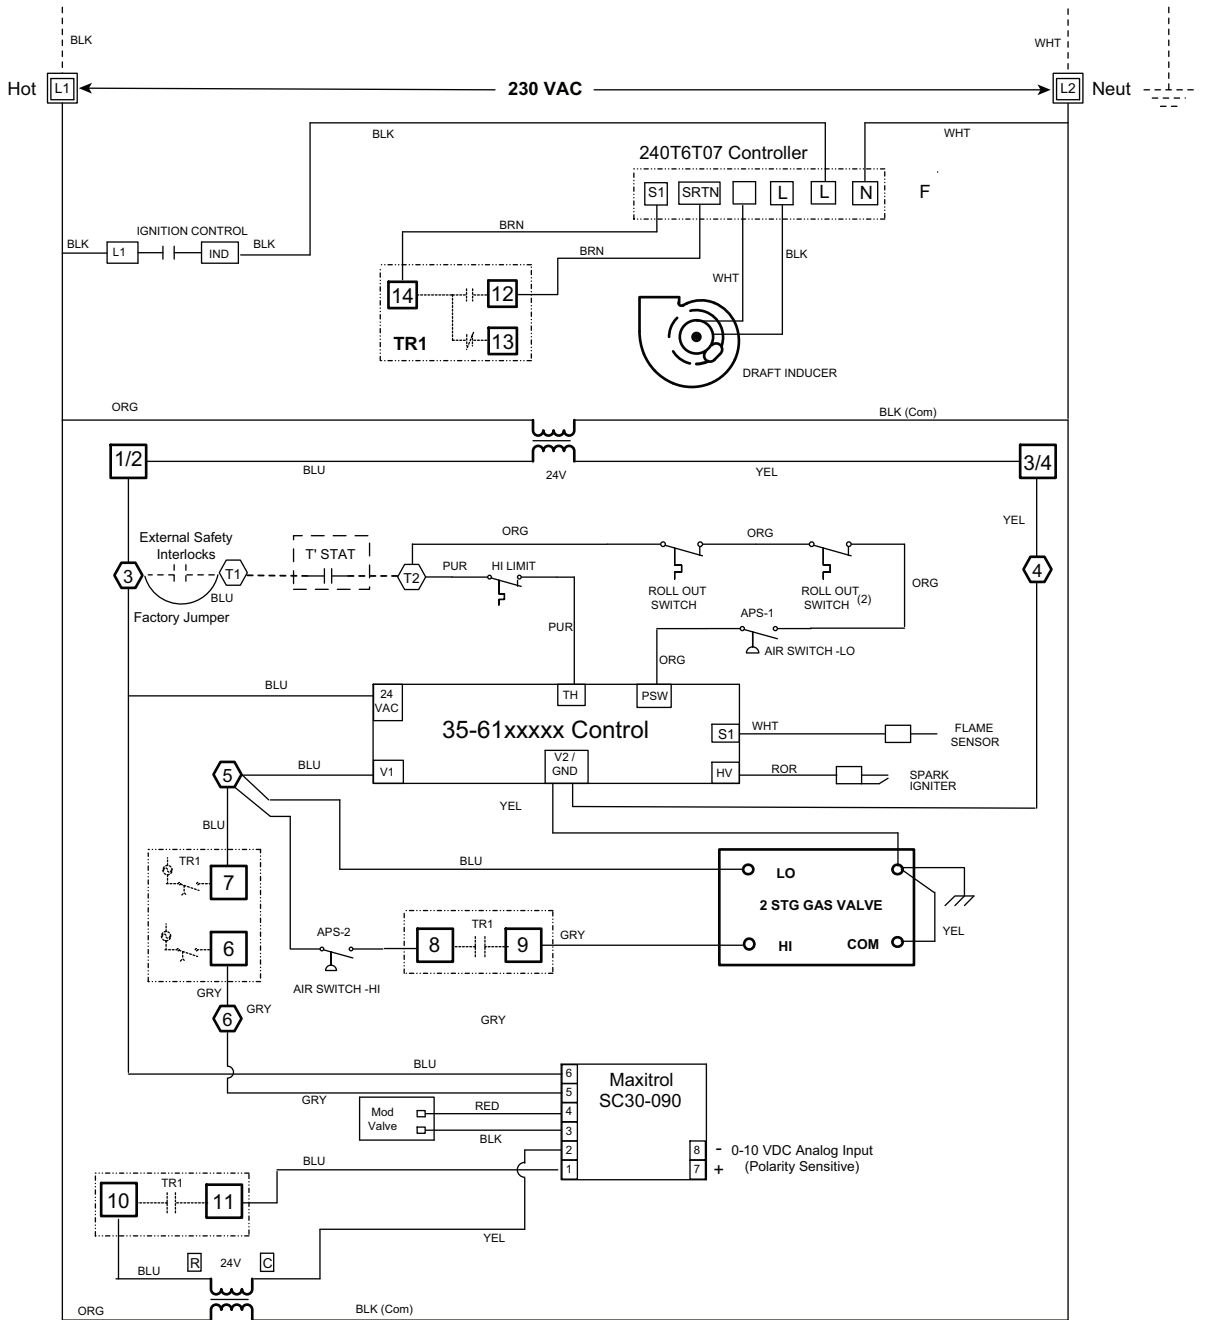 BLK
WHT
Hot
L1
230 VAC
L2
Neut
BLK
WHT
240T6T07 Controller
S1
SRTN
L
L
N
F
IGNITION CONTROL
BLK
L1
IND
BLK
BRN
BRN
BLK
WHT
14
12
13
TR1
DRAFT INDUCER
ORG
BLK (Com)
1/2
BLU
24V
YEL
3/4
YEL
External Safety
Interlocks
T' STAT
ORG
ORG
3
T1
BLU
Factory Jumper
T2
PUR
HI LIMIT
ROLL OUT
SWITCH
ROLL OUT
SWITCH (2)
ORG
4
PUR
APS-1
AIR SWITCH -LO
ORG
BLU
24
VAC
TH
PSW
35-61xxxxx Control
S1
WHT
FLAME
SENSOR
V1
V2 /
GND
HV
ROR
SPARK
IGNITER
5
BLU
YEL
BLU
TR1
7
BLU
LO
2 STG GAS VALVE
HI
COM
YEL
6
APS-2
AIR SWITCH -HI
TR1
8
9
GRY
GRY
6
GRY
GRY
BLU
6
5
4
3
2
1
Maxitrol
SC30-090
GRY
Mod
Valve
RED
BLK
8
- 0-10 VDC Analog Input
7
+
(Polarity Sensitive)
BLU
TR1
10
11
YEL
R
24V
C
BLU
ORG
BLK (Com)